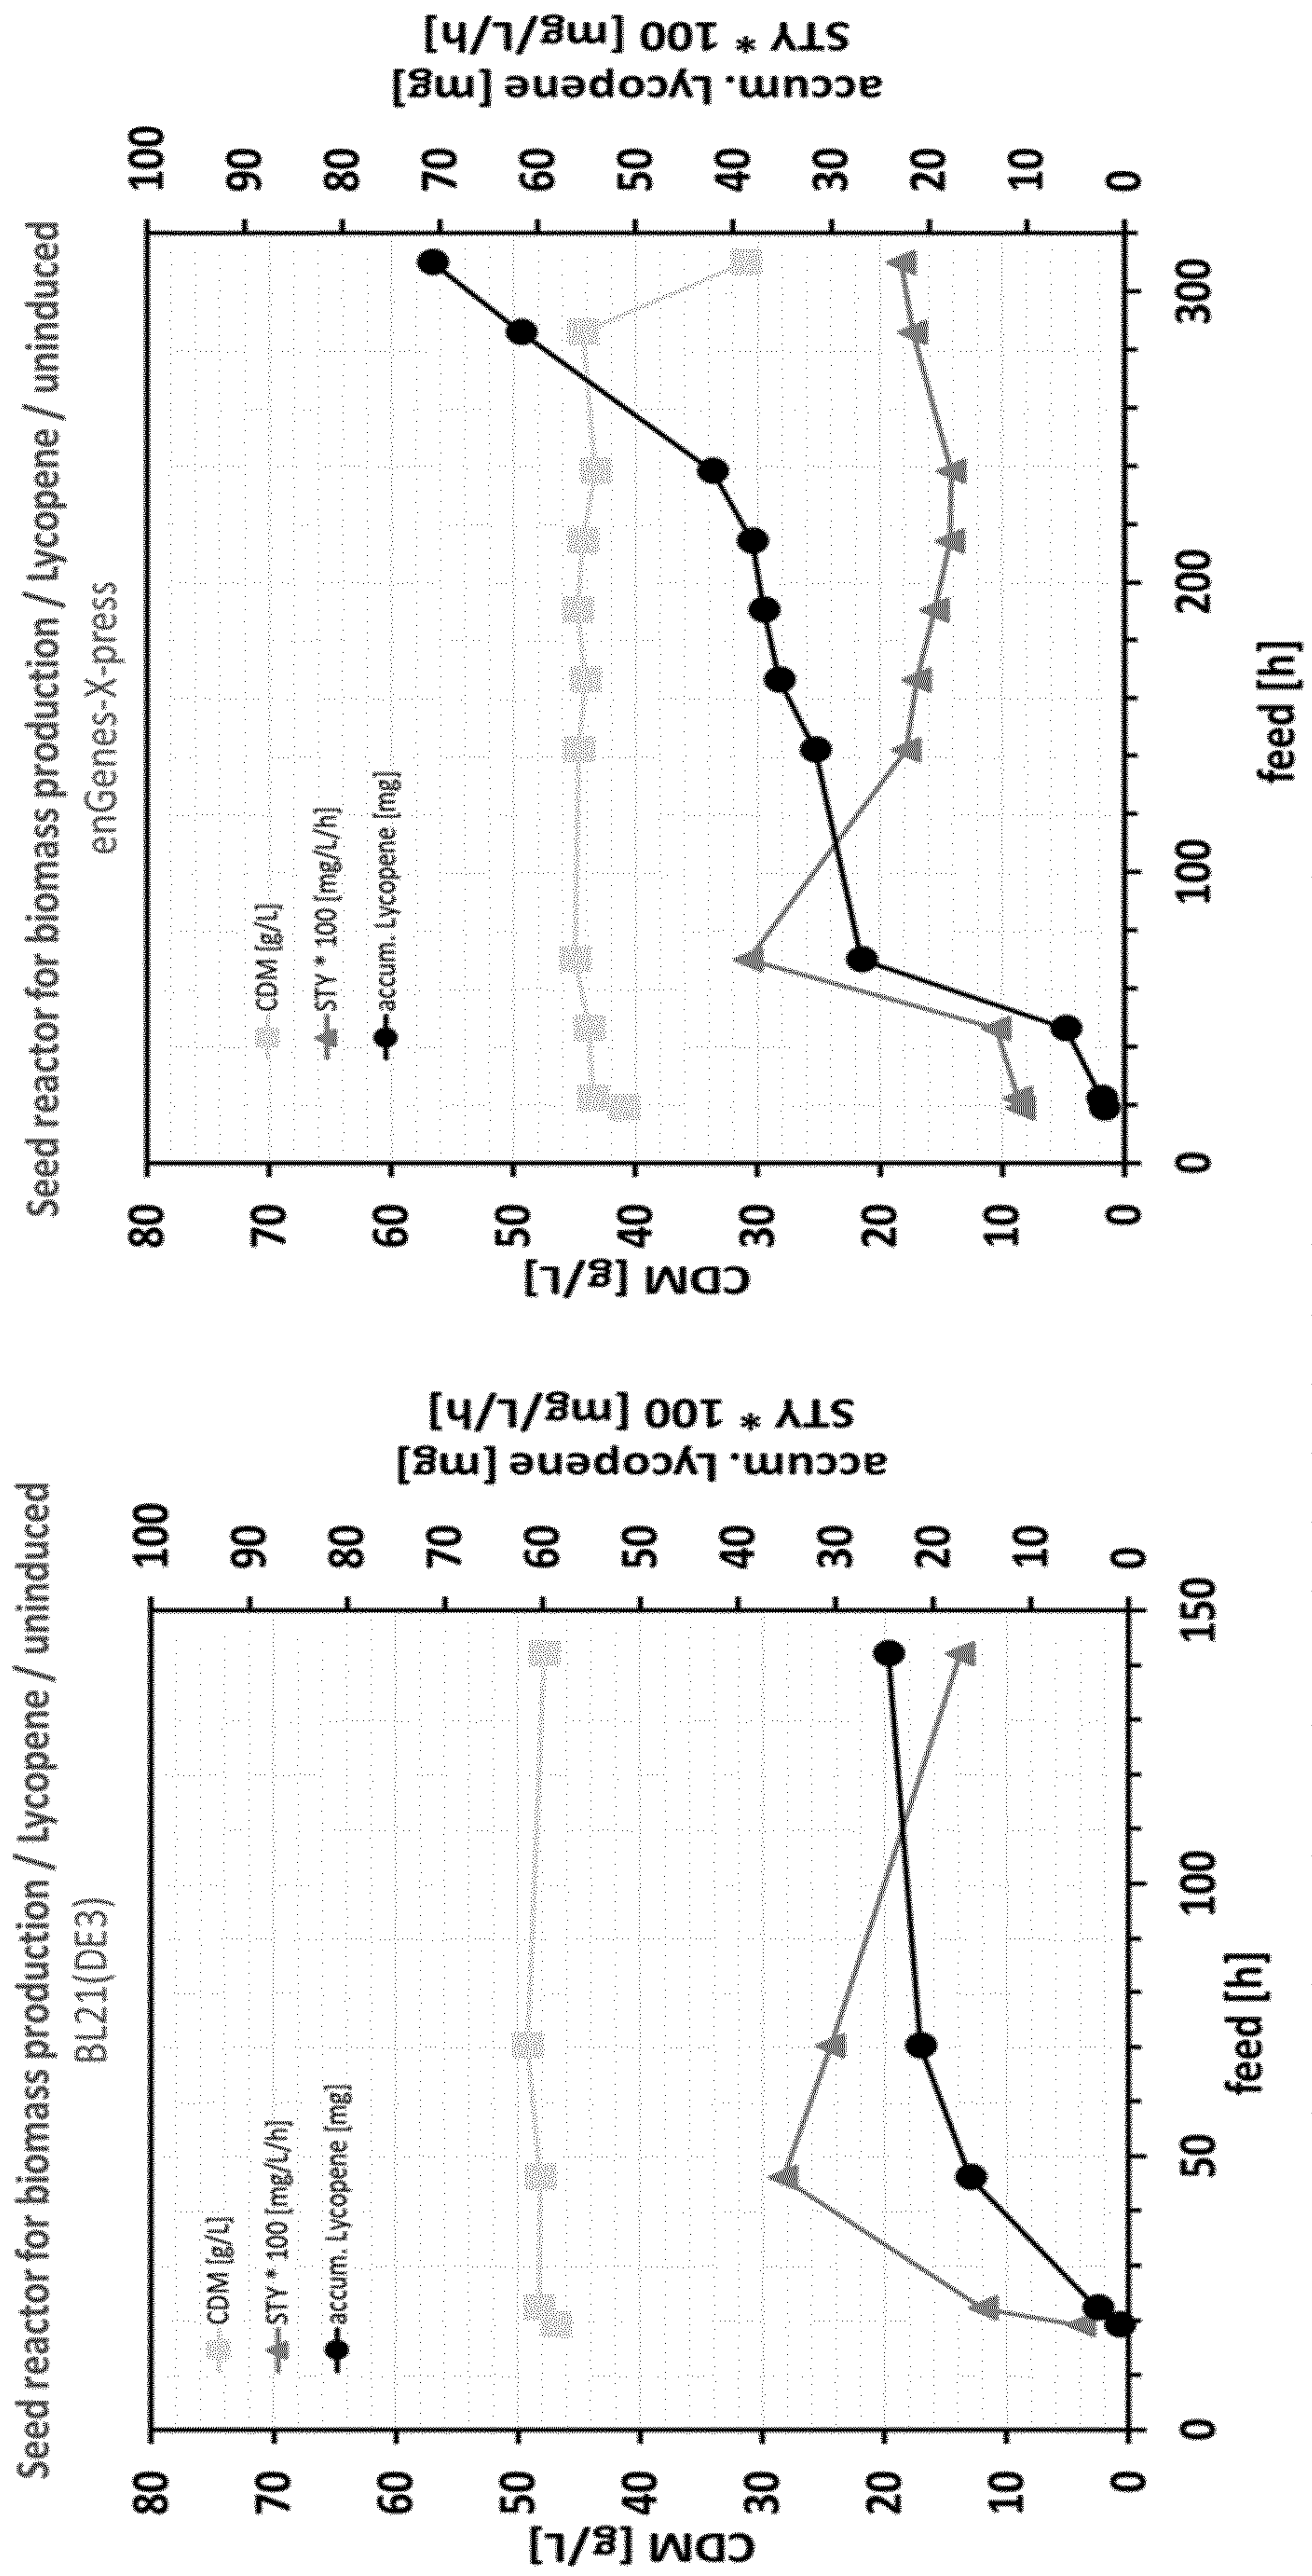 Seed reactor for biomass production / Lycopene / uninduced
BL21(DE3)
CDM [g/L]
80
70
60
50
40
30
20
10
0
CDM [g/L]
STY * 100 [mg/L/h]
accum. Lycopene [mg]
0
50
100
150
feed [h]
100
90
80
70
60
50
40
30
20
10
0
accum. Lycopene [mg]
STY * 100 [mg/L/h]
Seed reactor for biomass production / Lycopene / uninduced
enGenes-X-press
CDM [g/L]
80
70
60
50
40
30
20
10
0
CDM [g/L]
STY * 100 [mg/L/h]
accum. Lycopene [mg]
0
100
200
300
feed [h]
100
90
80
70
60
50
40
30
20
10
0
accum. Lycopene [mg]
STY * 100 [mg/L/h]